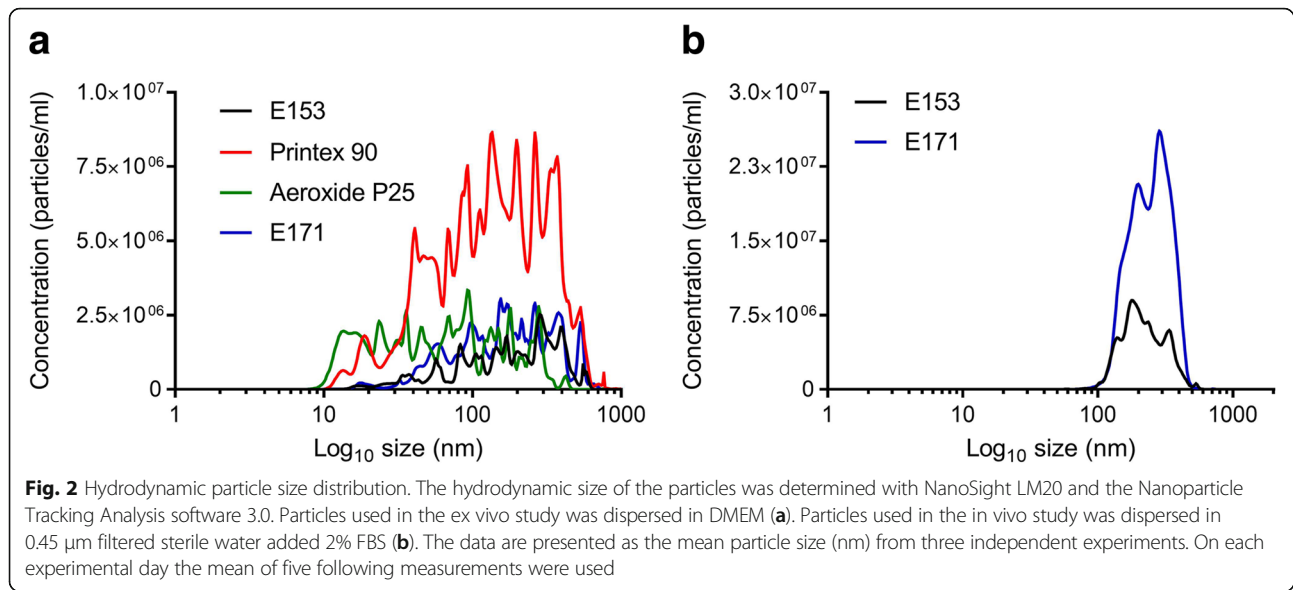 a
Concentration (particles/ml)
1.0×10⁰⁷
7.5×10⁰⁶
5.0×10⁰⁶
2.5×10⁰⁶
0
E153
Printex 90
Aeroxide P25
E171
1 10 100 1000
Log₁₀ size (nm)
b
Concentration (particles/ml)
3.0×10⁰⁷
2.3×10⁰⁷
1.5×10⁰⁷
7.5×10⁰⁶
0
E153
E171
1 10 100 1000
Log₁₀ size (nm)
Fig. 2 Hydrodynamic particle size distribution. The hydrodynamic size of the particles was determined with NanoSight LM20 and the Nanoparticle
Tracking Analysis software 3.0. Particles used in the ex vivo study was dispersed in DMEM (a). Particles used in the in vivo study was dispersed in
0.45 μm filtered sterile water added 2% FBS (b). The data are presented as the mean particle size (nm) from three independent experiments. On each
experimental day the mean of five following measurements were used